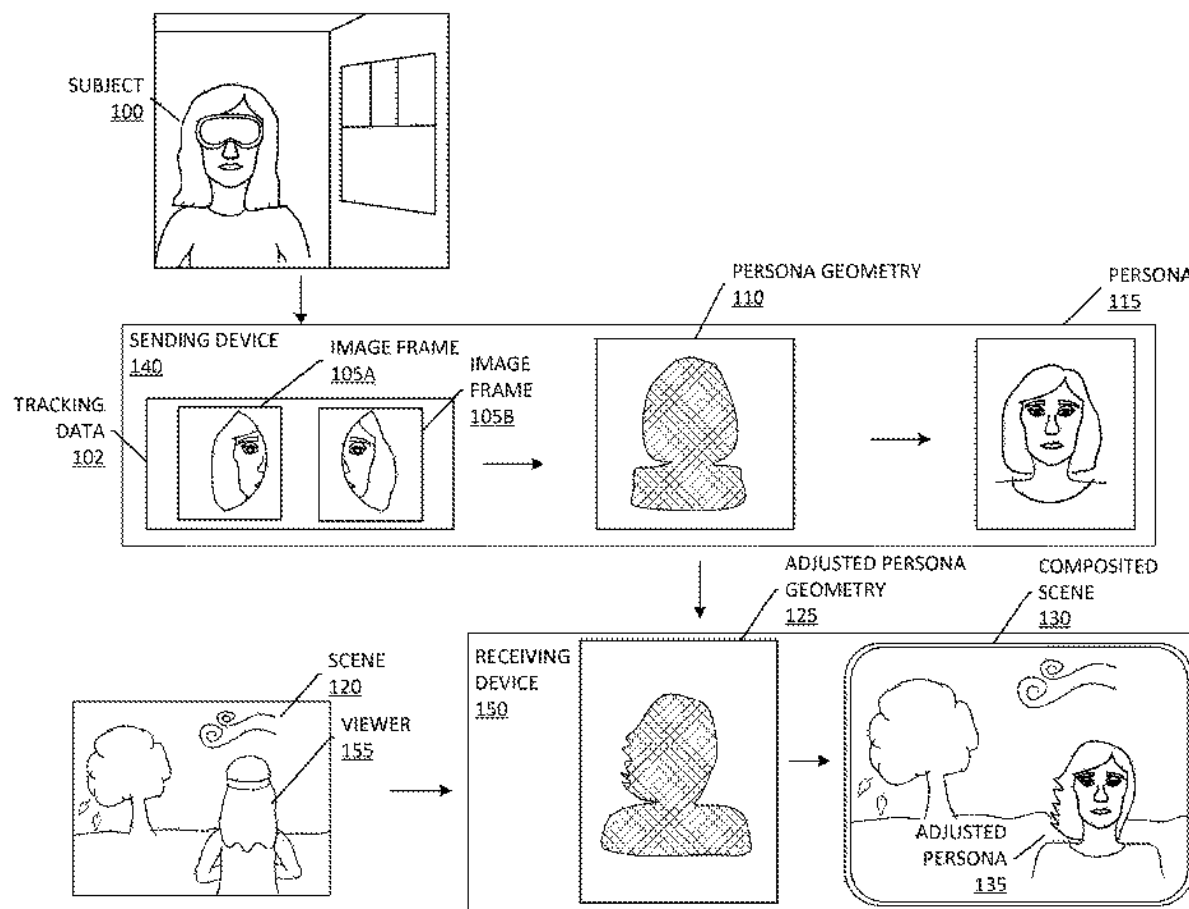 SUBJECT
100
PERSONA GEOMETRY
110
PERSONA
115
SENDING DEVICE
140
IMAGE FRAME
105A
IMAGE
FRAME
105B
TRACKING
DATA
102
ADJUSTED PERSONA
GEOMETRY
125
COMPOSITED
SCENE
130
SCENE
120
VIEWER
155
RECEIVING
DEVICE
150
ADJUSTED
PERSONA
135